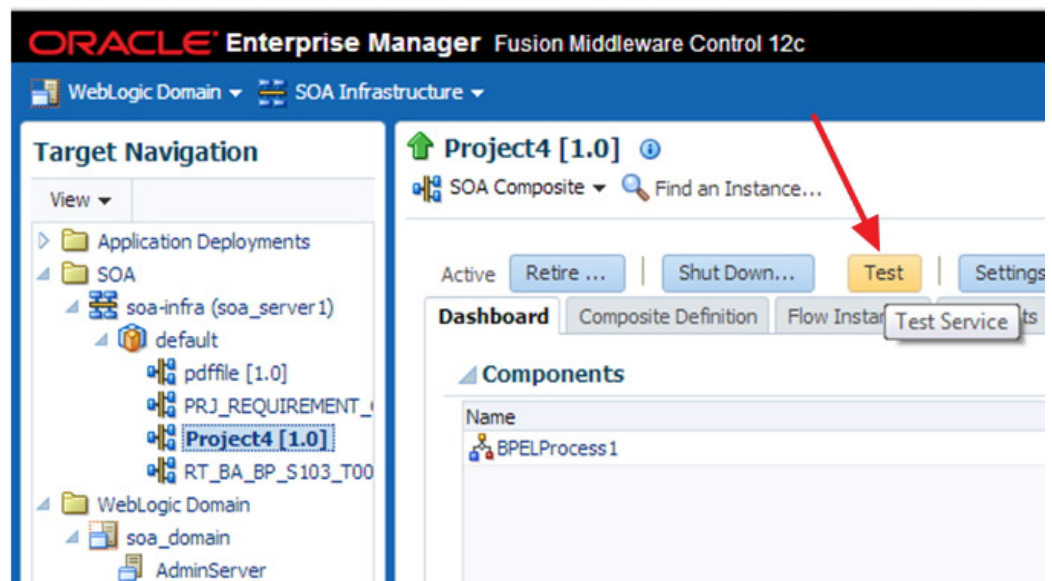 ORACLE Enterprise Manager Fusion Middleware Control 12c
WebLogic Domain SOA Infrastructure
Target Navigation
View
Application Deployments
SOA
soa-infra (soa_server1)
default
pdffile [1.0]
PRJ_REQUIREMENT_
Project4 [1.0]
RT_BA_BP_S103_T00
WebLogic Domain
soa_domain
AdminServer
Project4 [1.0]
SOA Composite Find an Instance...
Active Retire ... Shut Down... Test Settings
Dashboard Composite Definition Flow Instan ts
Test Service
Components
Name
BPELProcess1